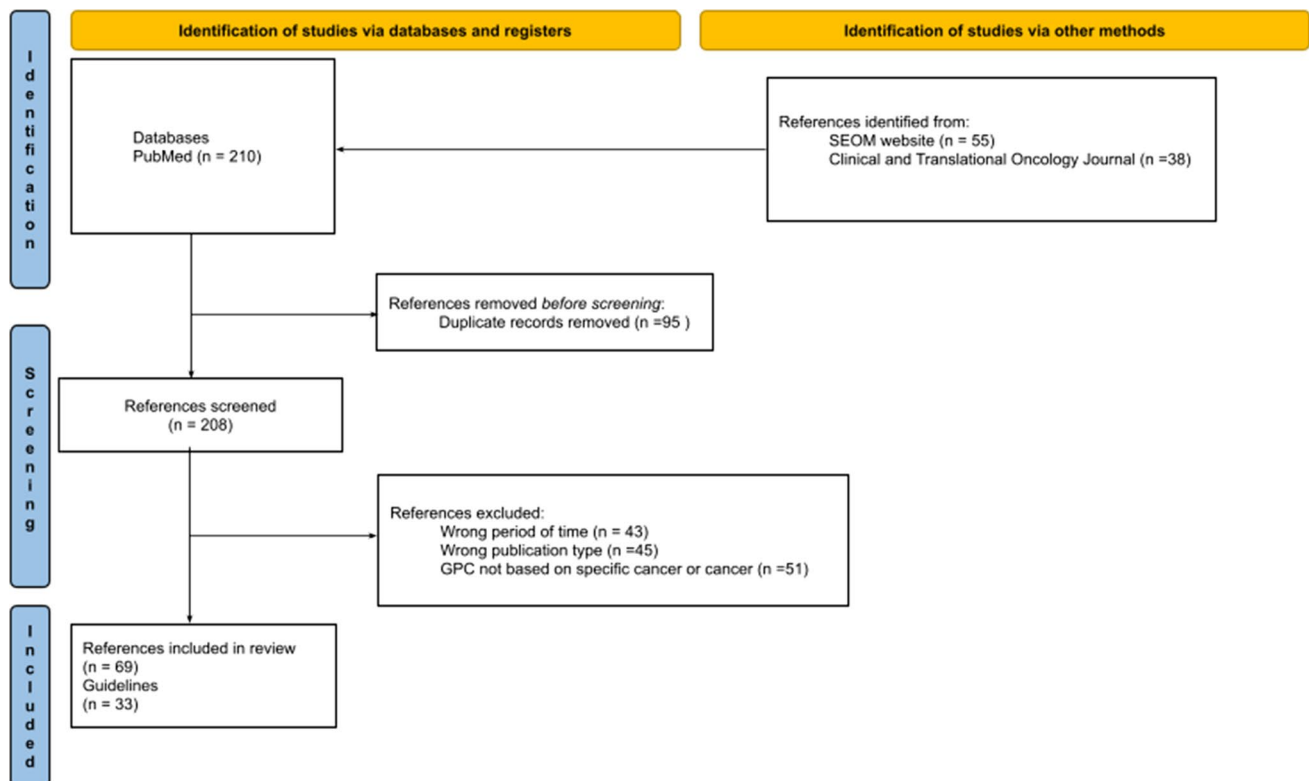 Identification of studies via databases and registers
Identification of studies via other methods
Identification
Databases
PubMed (n = 210)
References identified from:
SEOM website (n = 55)
Clinical and Translational Oncology Journal (n =38)
References removed before screening:
Duplicate records removed (n =95 )
Screening
References screened
(n = 208)
References excluded:
Wrong period of time (n = 43)
Wrong publication type (n =45)
GPC not based on specific cancer or cancer (n =51)
Included
References included in review
(n = 69)
Guidelines
(n = 33)